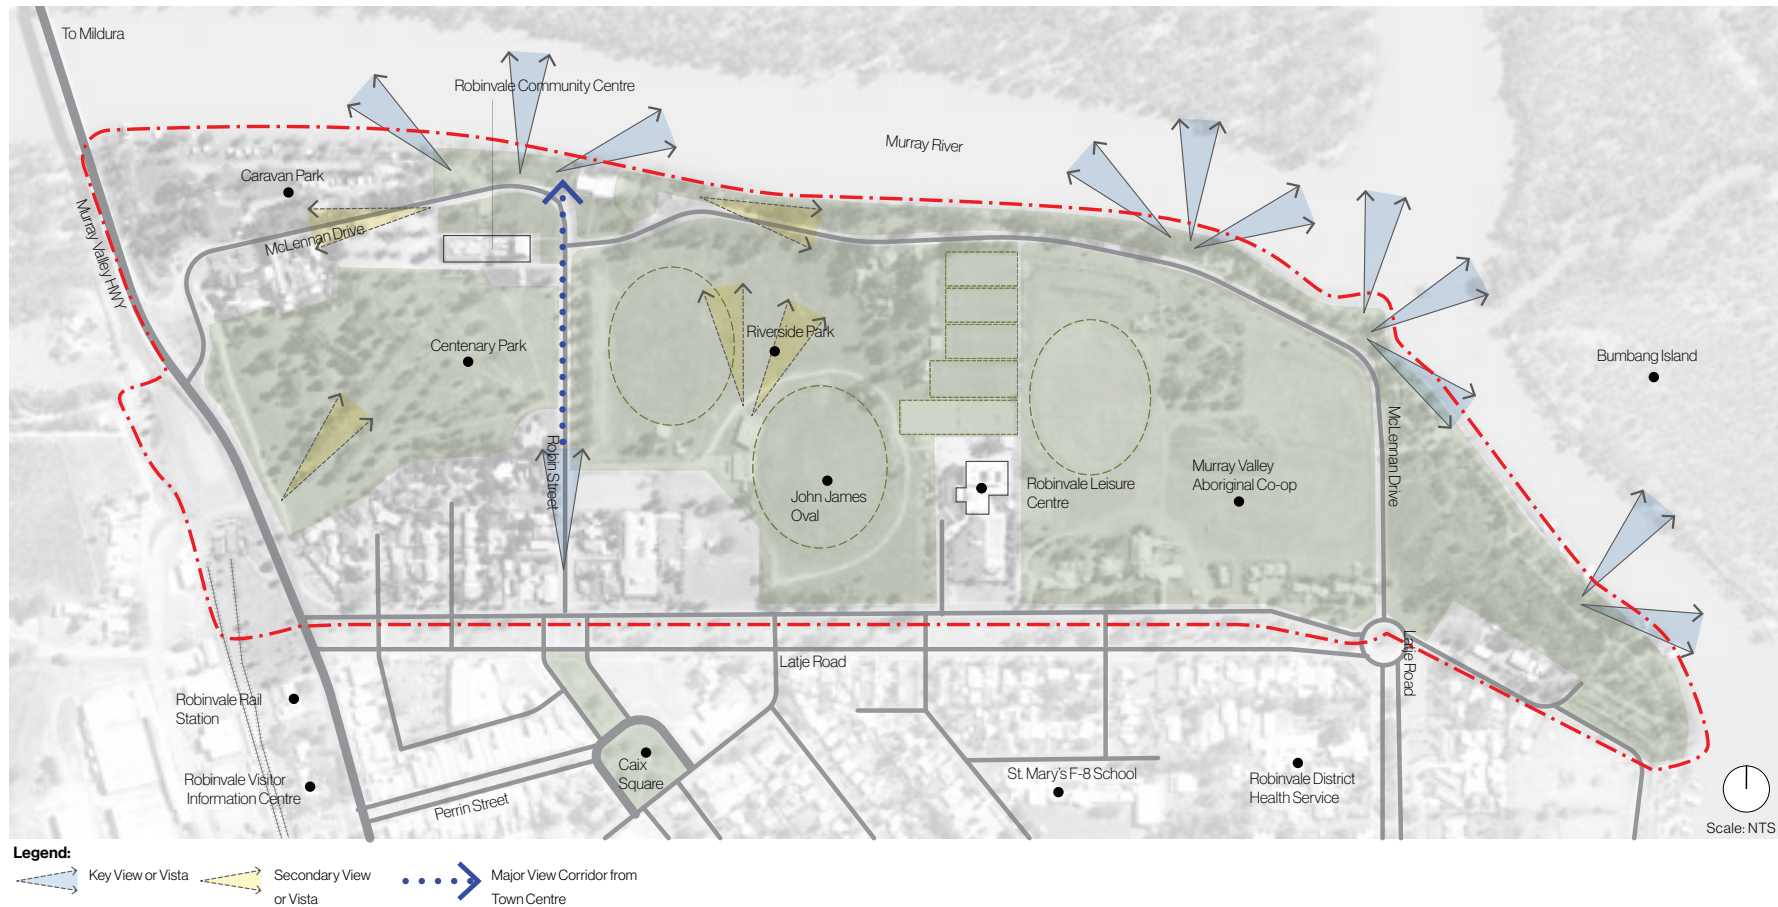 To Mildura
Robinvale Community Centre
Murray River
Caravan Park
Murray Valley HWY
McLennan Drive
Riverside Park
Centenary Park
Bumbang Island
Robin Street
McLennan Drive
John James
Oval
Robinvale Leisure
Centre
Murray Valley
Aboriginal Co-op
Latje Road
Latje Road
Robinvale Rail
Station
Caix
Square
Robinvale Visitor
Information Centre
Perrin Street
St. Mary's F-8 School
Robinvale District
Health Service
Scale: NTS
Legend:
Key View or Vista
Secondary View
or Vista
Major View Corridor from
Town Centre